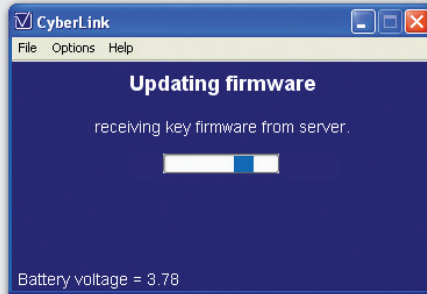 CyberLink
File Options Help
Updating firmware
receiving key firmware from server.
Battery voltage = 3.78